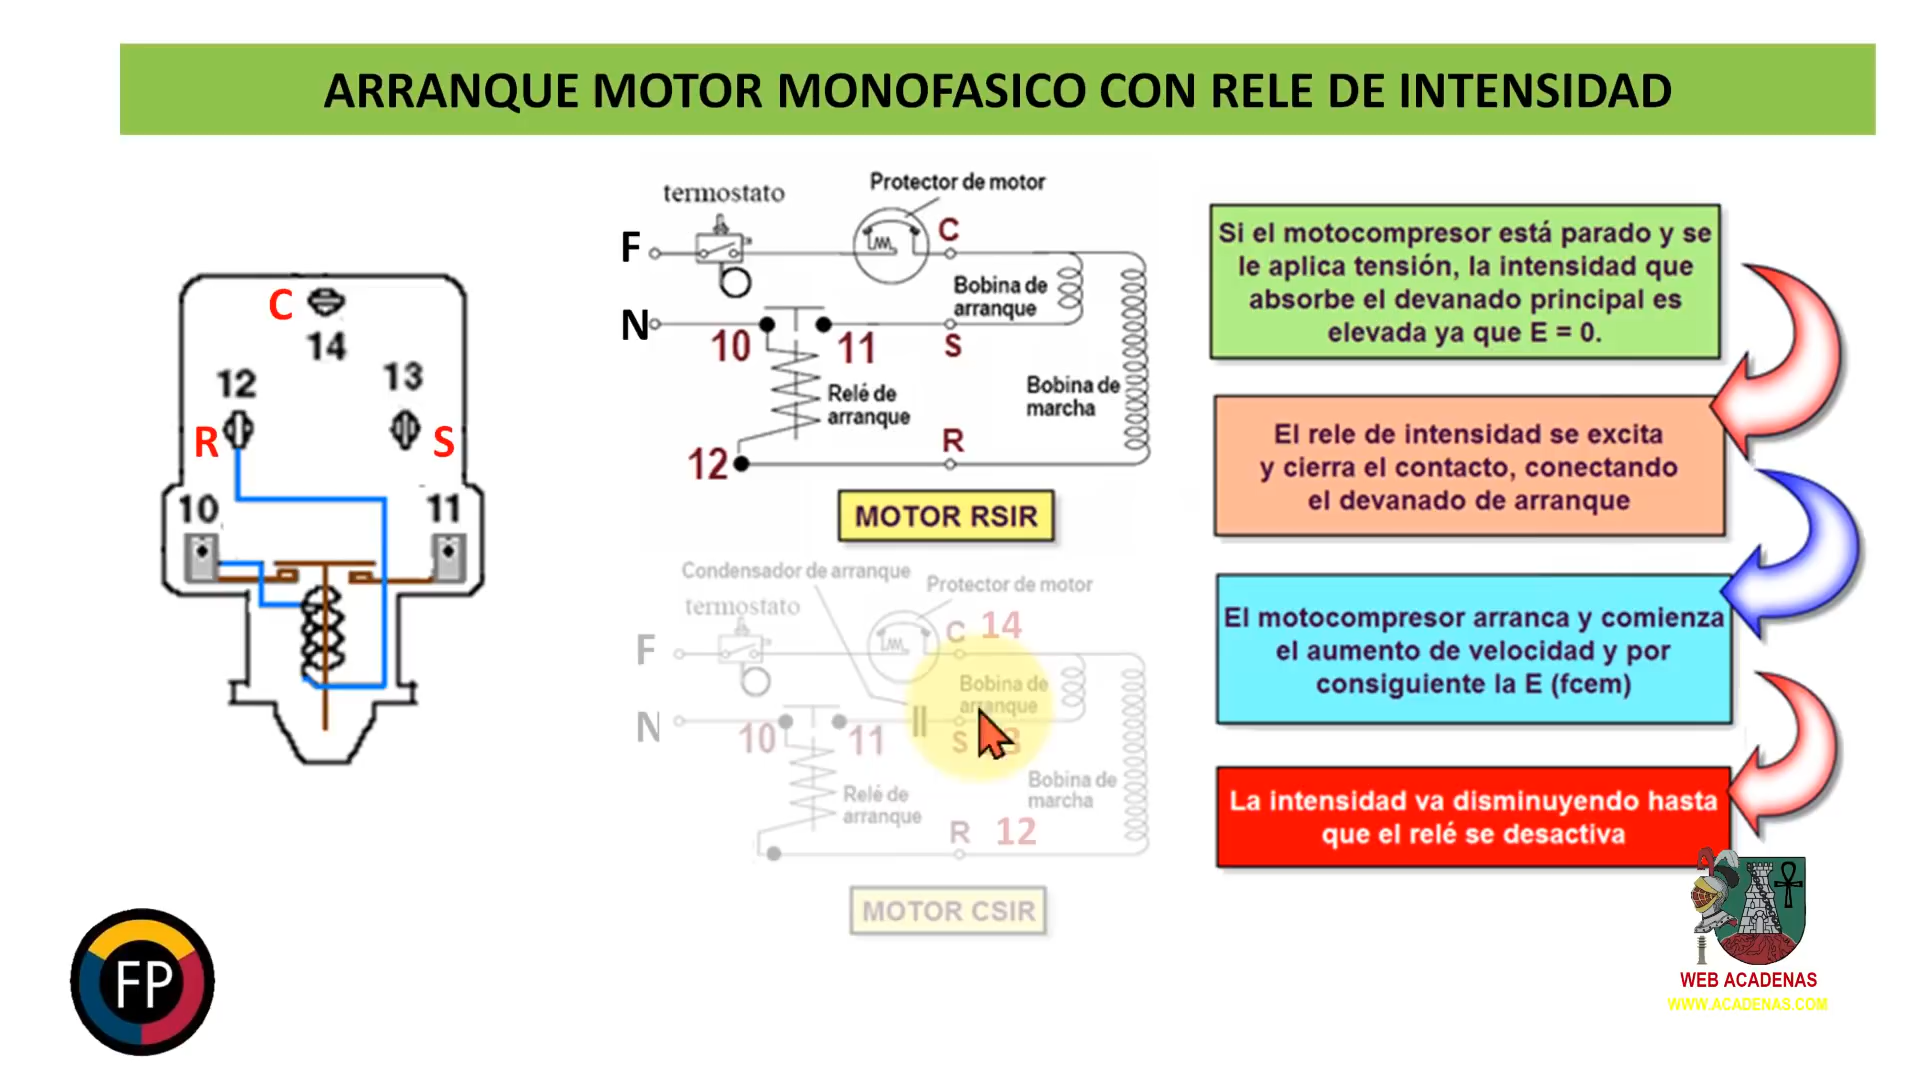 ARRANQUE MOTOR MONOFASICO CON RELE DE INTENSIDAD
C
14
12
13
R
S
10
11
termostato
Protector de motor
F
C
Bobina de
arranque
N
10
11
S
Relé de
arranque
Bobina de
marcha
12
R
MOTOR RSIR
Condensador de arranque
Protector de motor
termostato
F
C 14
Bobina de
arranque
N
10
11
S
Relé de
arranque
Bobina de
marcha
R 12
MOTOR CSIR
Si el motocompresor está parado y se
le aplica tensión, la intensidad que
absorbe el devanado principal es
elevada ya que E = 0.
El rele de intensidad se excita
y cierra el contacto, conectando
el devanado de arranque
El motocompresor arranca y comienza
el aumento de velocidad y por
consiguiente la E (fcem)
La intensidad va disminuyendo hasta
que el relé se desactiva
FP
WEB ACADENAS
WWW.ACADENAS.COM